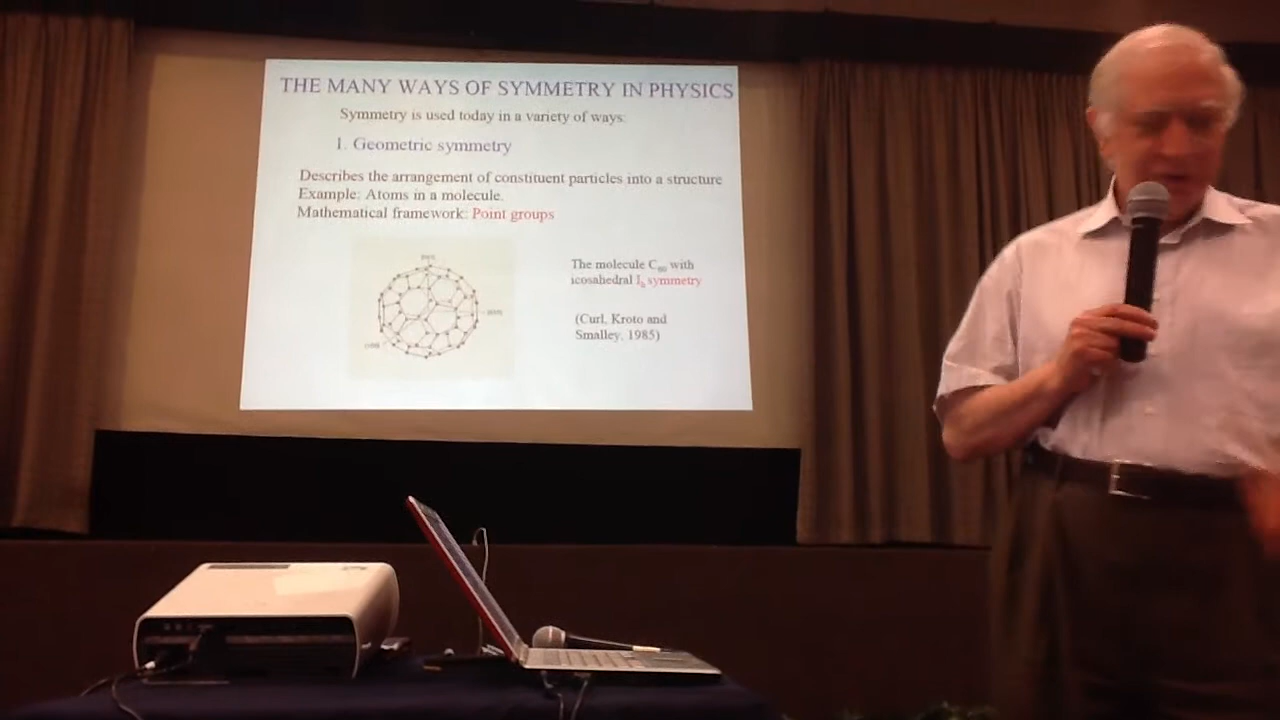 THE MANY WAYS OF SYMMETRY IN PHYSICS
Symmetry is used today in a variety of ways:
1. Geometric symmetry
Describes the arrangement of constituent particles into a structure
Example: Atoms in a molecule.
Mathematical framework: Point groups
The molecule C₆₀ with
icosahedral Iₕ symmetry
(Curl, Kroto and
Smalley, 1985)